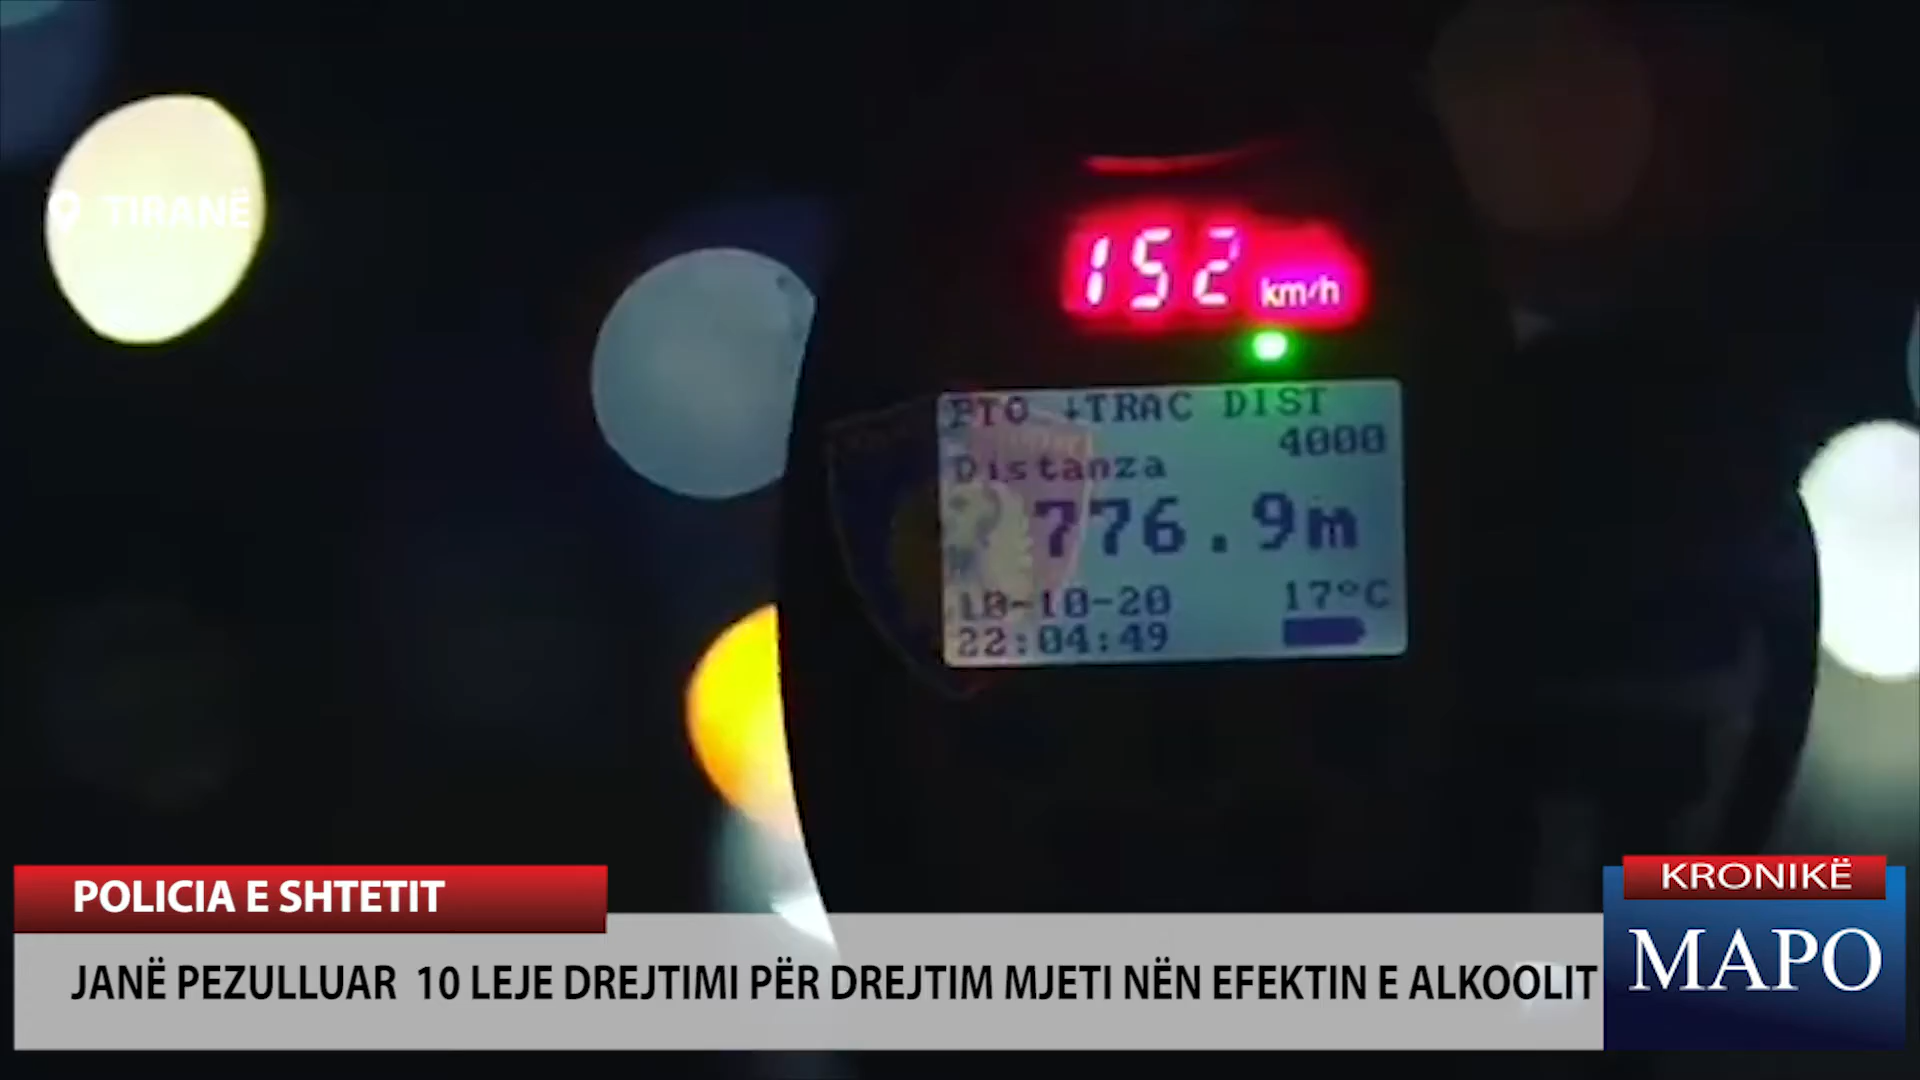 TIRANË
152 km/h
PTO ↓TRAC DIST
4000
Distanza
776.9m
10-10-20 17°C
22:04:49
POLICIA E SHTETIT
JANË PEZULLUAR 10 LEJE DREJTIMI PËR DREJTIM MJETI NËN EFEKTIN E ALKOOLIT
KRONIKË
MAPO